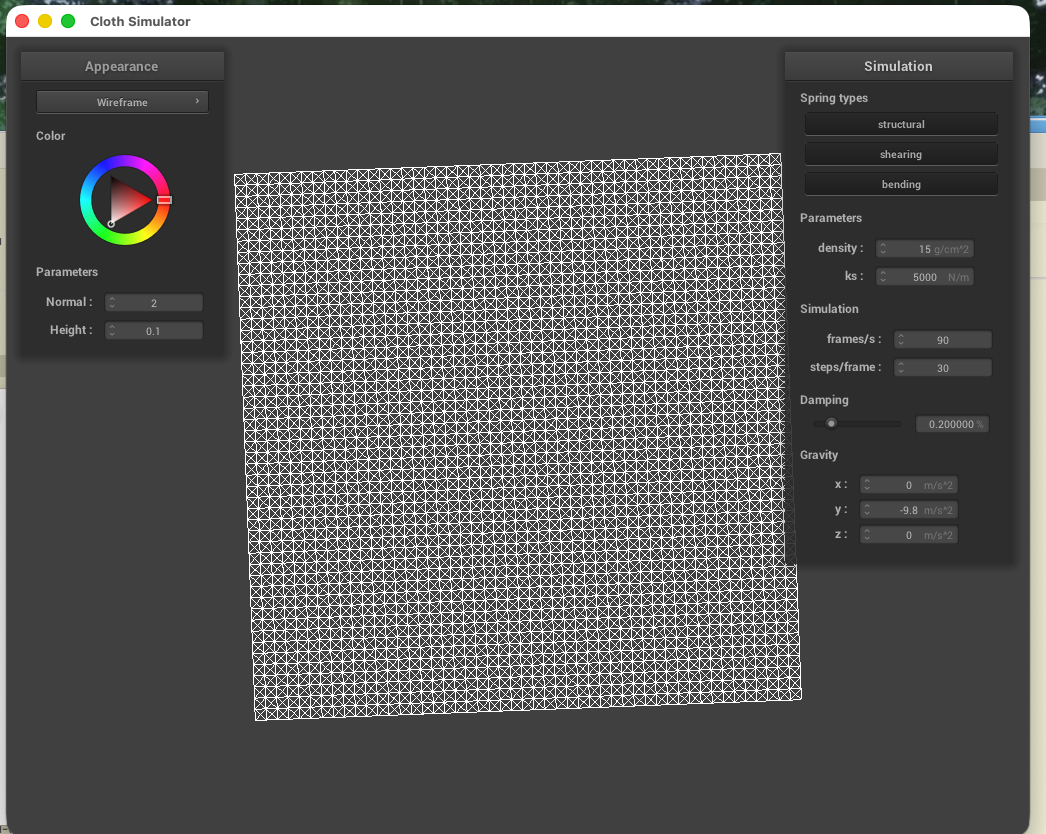 Cloth Simulator
Appearance
Wireframe
Color
Parameters
Normal : 2
Height : 0.1
Simulation
Spring types
structural
shearing
bending
Parameters
density : 15 g/cm^2
ks : 5000 N/m
Simulation
frames/s : 90
steps/frame : 30
Damping
0.200000 %
Gravity
x : 0 m/s^2
y : -9.8 m/s^2
z : 0 m/s^2